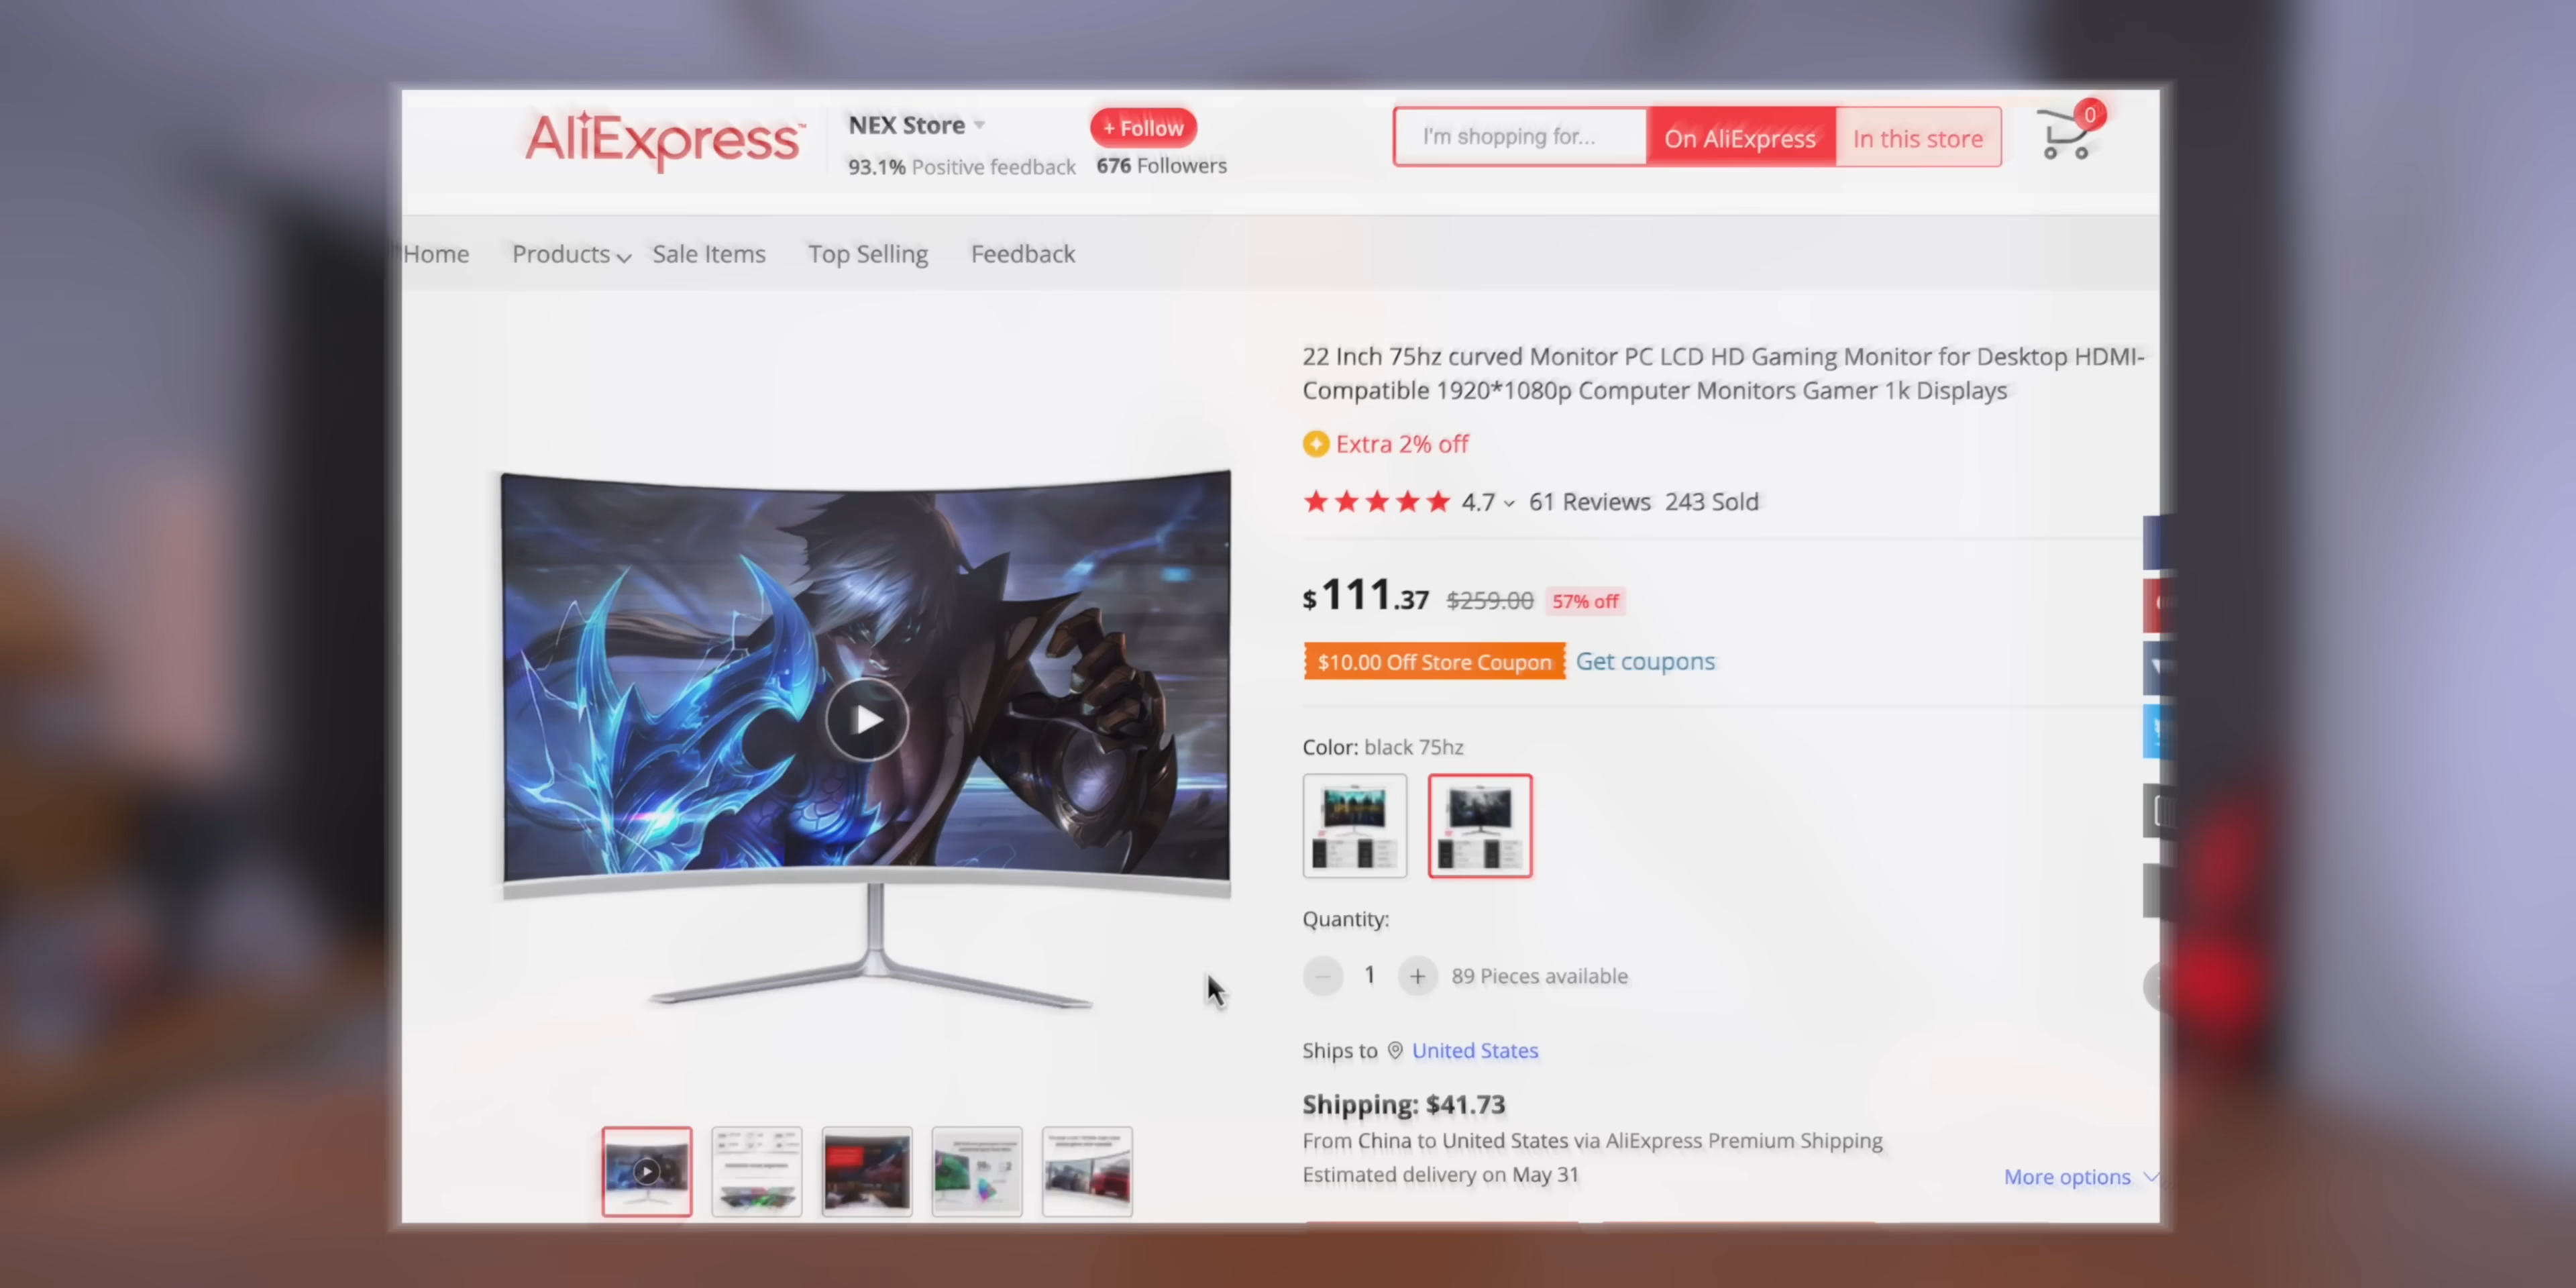 AliExpress™
NEX Store
+ Follow
93.1% Positive feedback
676 Followers
I'm shopping for...
On AliExpress
In this store
0
Home
Products
Sale Items
Top Selling
Feedback
22 Inch 75hz curved Monitor PC LCD HD Gaming Monitor for Desktop HDMI-
Compatible 1920*1080p Computer Monitors Gamer 1k Displays
Extra 2% off
4.7 61 Reviews 243 Sold
$111.37 $259.00 57% off
$10.00 Off Store Coupon Get coupons
Color: black 75hz
Quantity:
1 + 89 Pieces available
Ships to United States
Shipping: $41.73
From China to United States via AliExpress Premium Shipping
Estimated delivery on May 31
More options